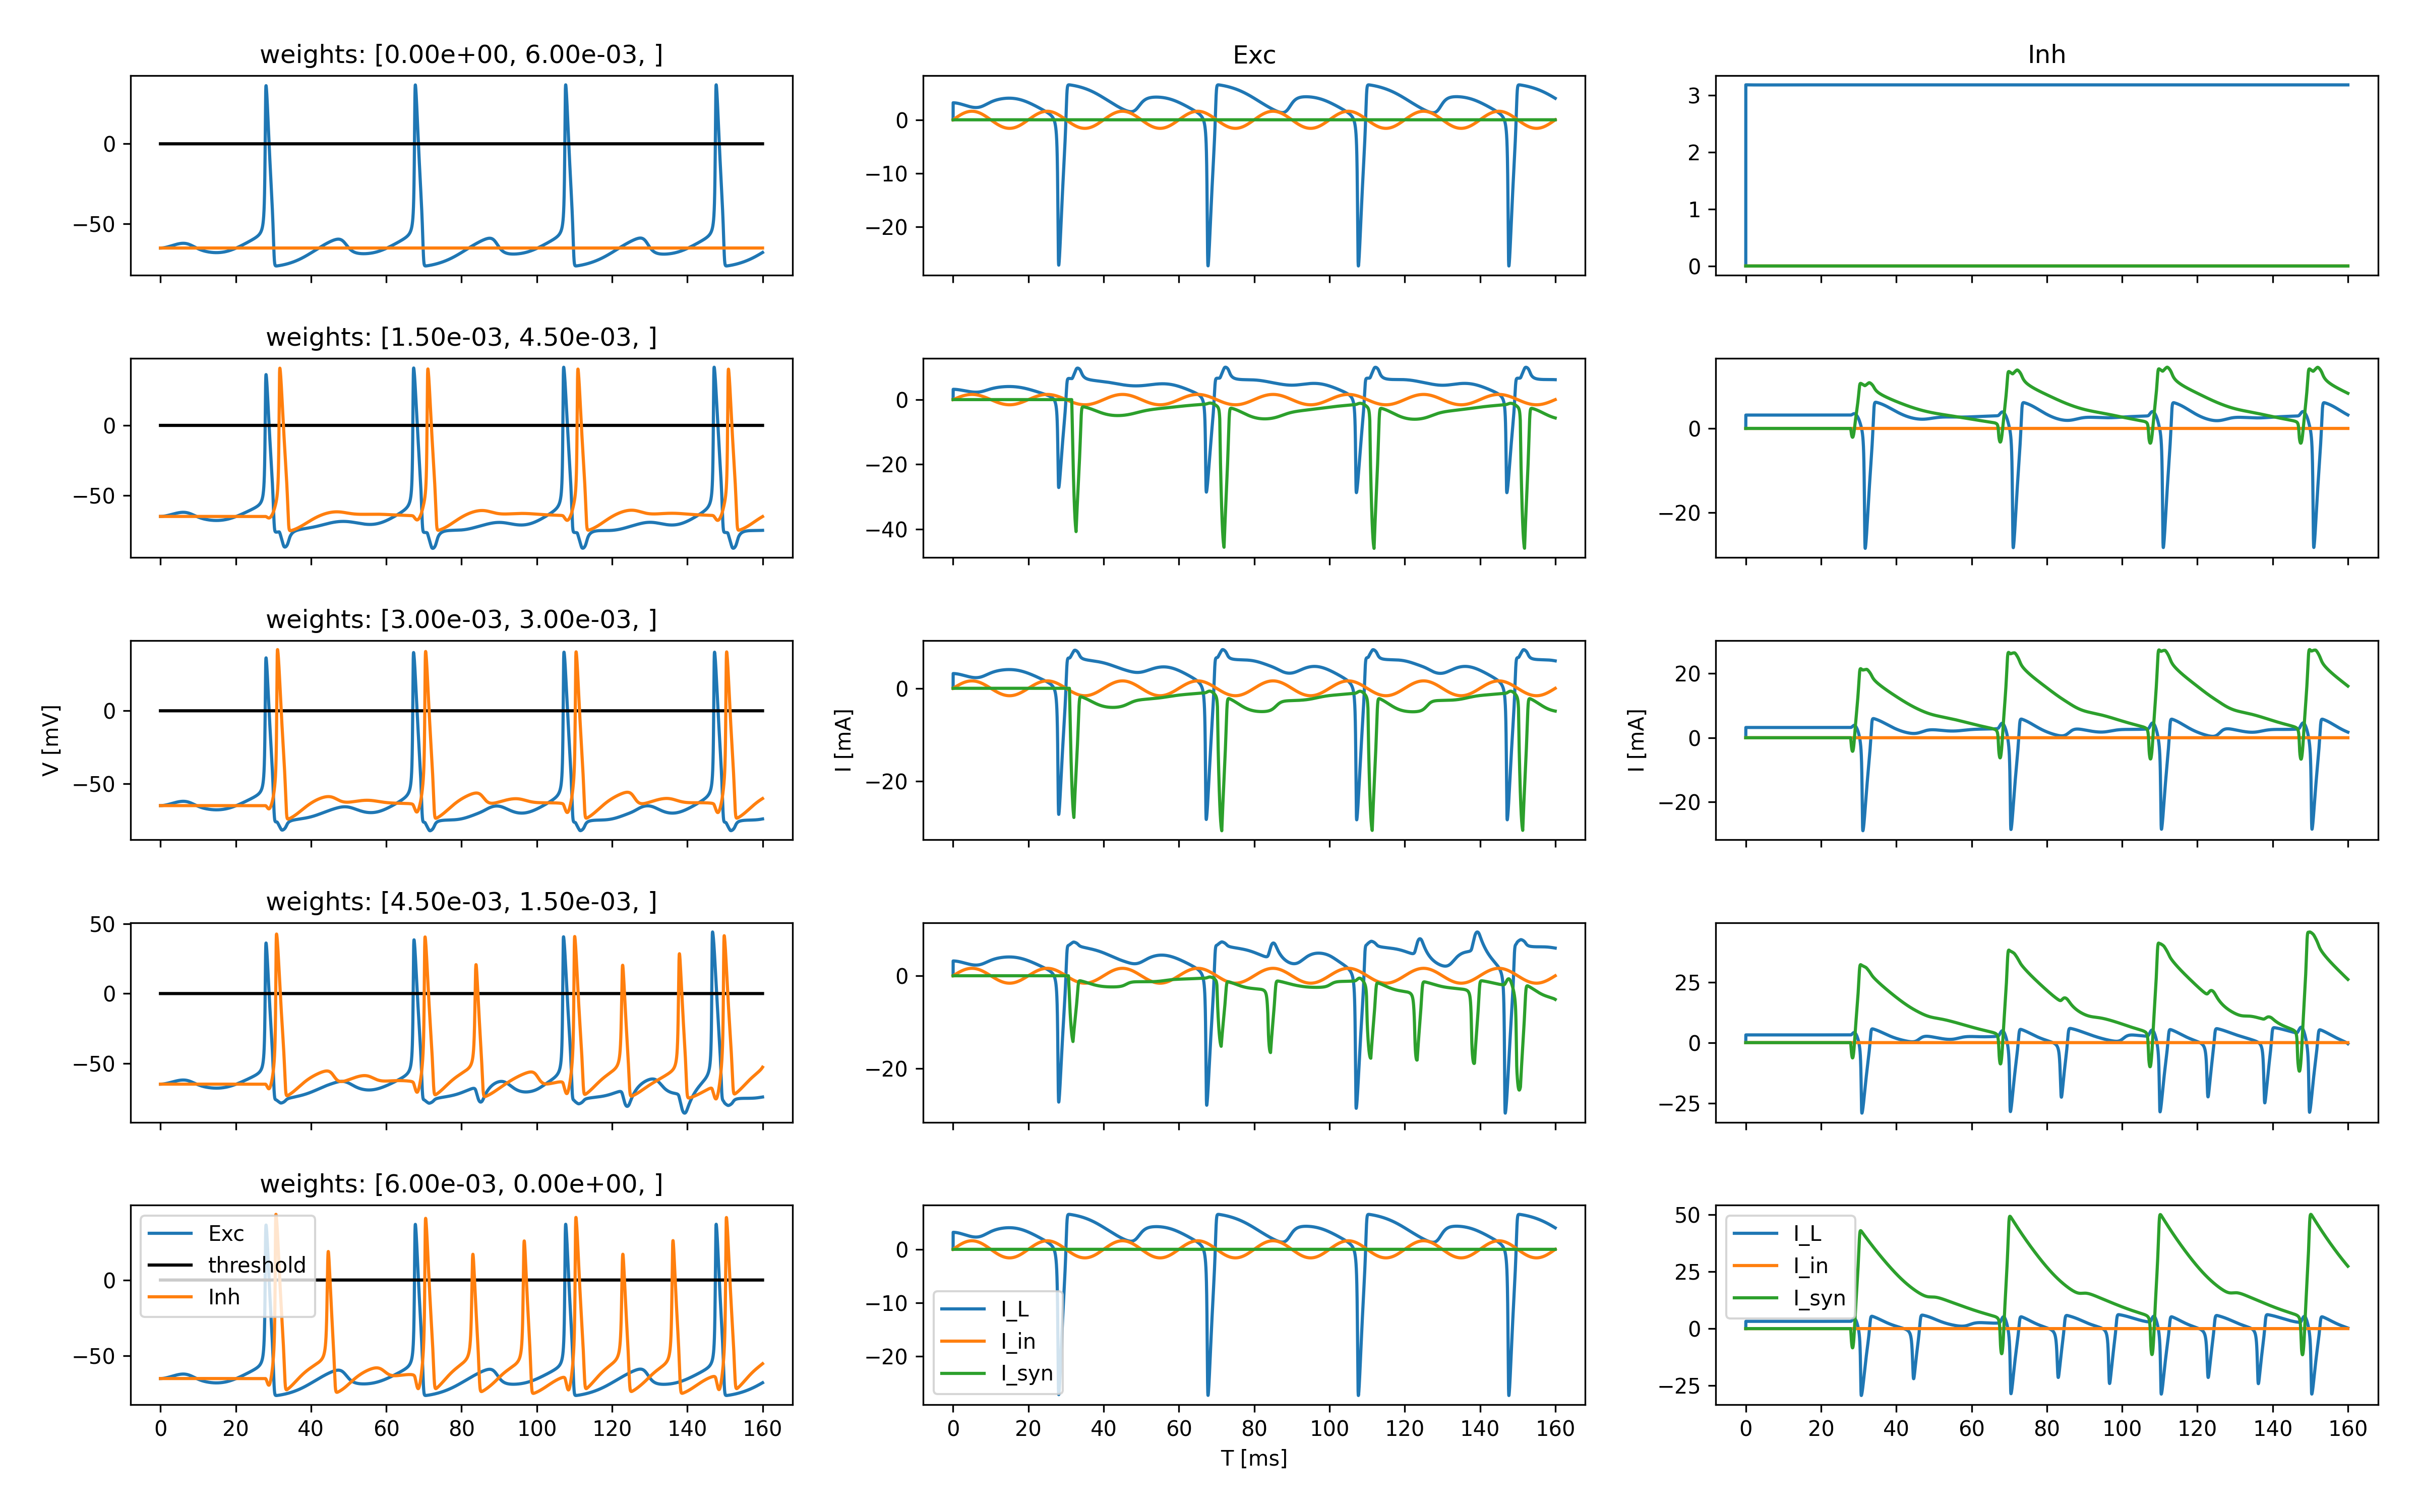 weights: [0.00e+00, 6.00e-03, ]
Exc
Inh
0
−50
0
−10
−20
3
2
1
0
weights: [1.50e-03, 4.50e-03, ]
0
−50
0
−20
−40
0
−20
weights: [3.00e-03, 3.00e-03, ]
V [mV]
0
−50
I [mA]
0
−20
I [mA]
20
0
−20
weights: [4.50e-03, 1.50e-03, ]
50
0
−50
0
−20
25
0
−25
weights: [6.00e-03, 0.00e+00, ]
0
−50
Exc
threshold
Inh
0 20 40 60 80 100 120 140 160
0
−10
−20
I_L
I_in
I_syn
0 20 40 60 80 100 120 140 160
T [ms]
50
25
0
−25
I_L
I_in
I_syn
0 20 40 60 80 100 120 140 160